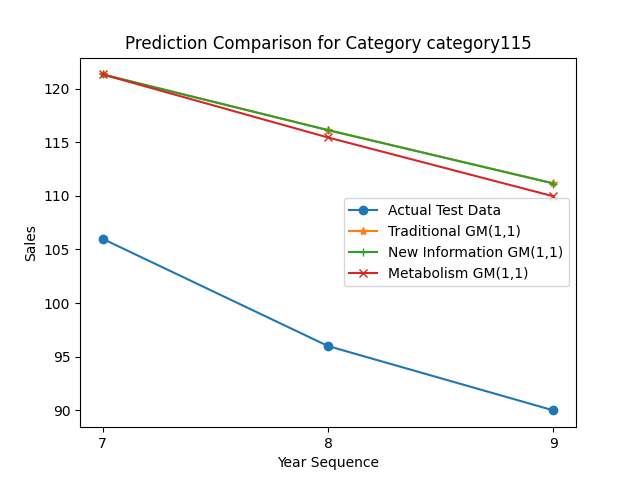 Prediction Comparison for Category category115
Sales
120
115
110
105
100
95
90
Actual Test Data
Traditional GM(1,1)
New Information GM(1,1)
Metabolism GM(1,1)
7
8
9
Year Sequence